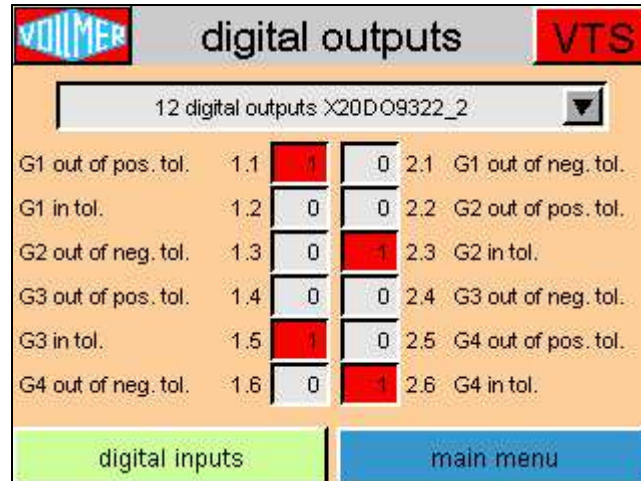 VOLLMER digital outputs VTS
12 digital outputs X20DO9322_2
G1 out of pos. tol. 1.1 1 0 2.1 G1 out of neg. tol.
G1 in tol. 1.2 0 0 2.2 G2 out of pos. tol.
G2 out of neg. tol. 1.3 0 1 2.3 G2 in tol.
G3 out of pos. tol. 1.4 0 0 2.4 G3 out of neg. tol.
G3 in tol. 1.5 1 0 2.5 G4 out of pos. tol.
G4 out of neg. tol. 1.6 0 1 2.6 G4 in tol.
digital inputs main menu